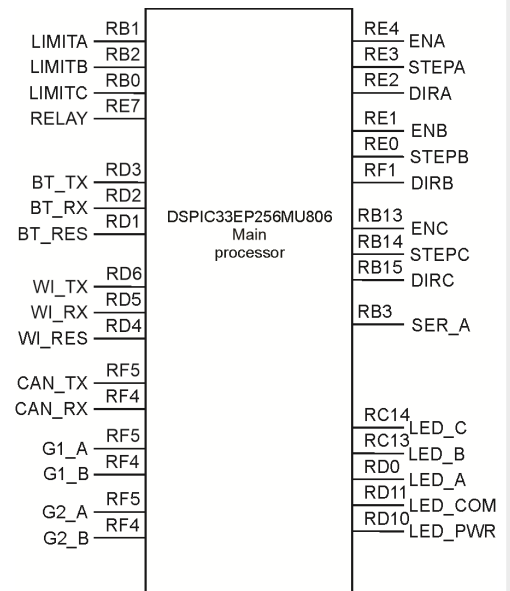 LIMITA RB1
LIMITB RB2
LIMITC RB0
RELAY RE7
BT_TX RD3
BT_RX RD2
BT_RES RD1
WI_TX RD6
WI_RX RD5
WI_RES RD4
CAN_TX RF5
CAN_RX RF4
G1_A RF5
G1_B RF4
G2_A RF5
G2_B RF4
DSPIC33EP256MU806
Main
processor
RE4 ENA
RE3 STEPA
RE2 DIRA
RE1 ENB
RE0 STEPB
RF1 DIRB
RB13 ENC
RB14 STEPC
RB15 DIRC
RB3 SER_A
RC14 LED_C
RC13 LED_B
RD0 LED_A
RD11 LED_COM
RD10 LED_PWR